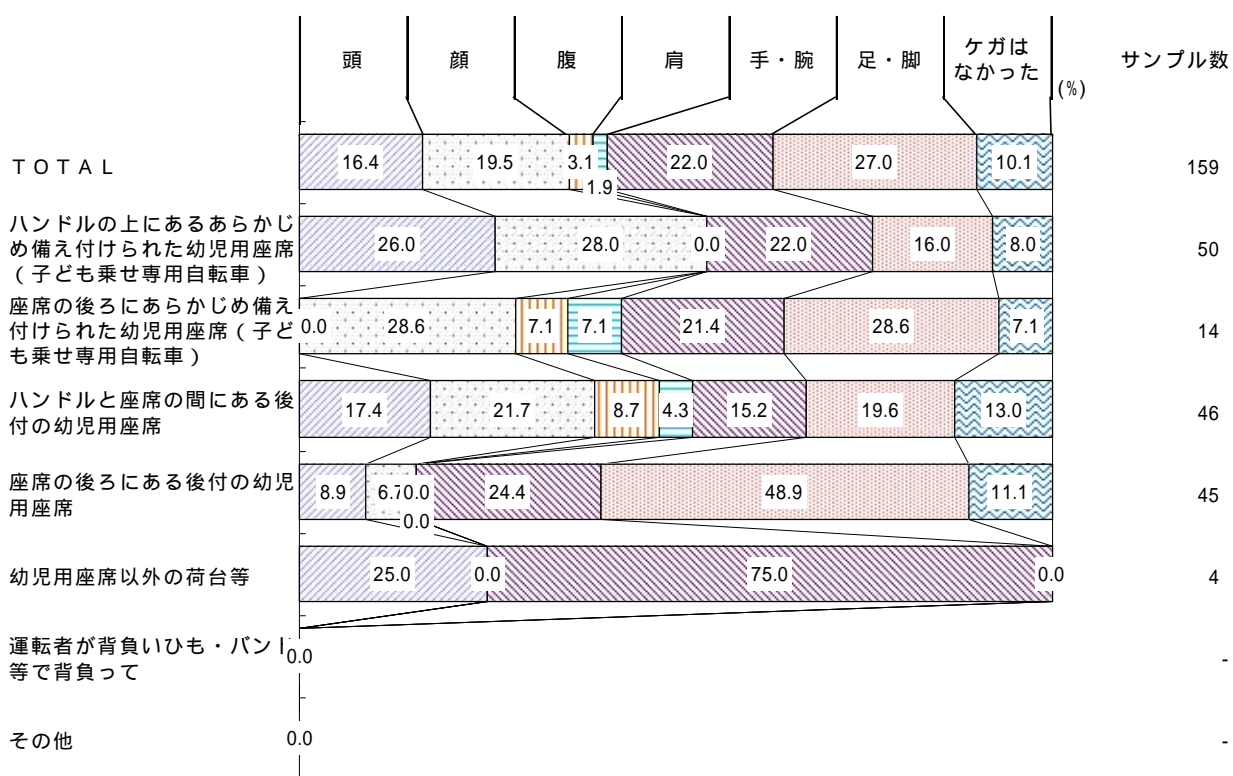 頭 顔 腹 肩 手・腕 足・脚 ケガは
なかった
(%)
サンプル数
ＴＯＴＡＬ
16.4 19.5 3.1 1.9 22.0 27.0 10.1 159
ハンドルの上にあるあらかじ
め備え付けられた幼児用座席
（子ども乗せ専用自転車）
26.0 28.0 0.0 22.0 16.0 8.0 50
座席の後ろにあらかじめ備え
付けられた幼児用座席（子ど
も乗せ専用自転車）
0.0 28.6 7.1 7.1 21.4 28.6 7.1 14
ハンドルと座席の間にある後
付の幼児用座席
17.4 21.7 8.7 4.3 15.2 19.6 13.0 46
座席の後ろにある後付の幼児
用座席
8.9 6.7 0.0 0.0 24.4 48.9 11.1 45
幼児用座席以外の荷台等
25.0 0.0 75.0 0.0 4
運転者が背負いひも・バンド
等で背負って
0.0 -
その他
0.0 -